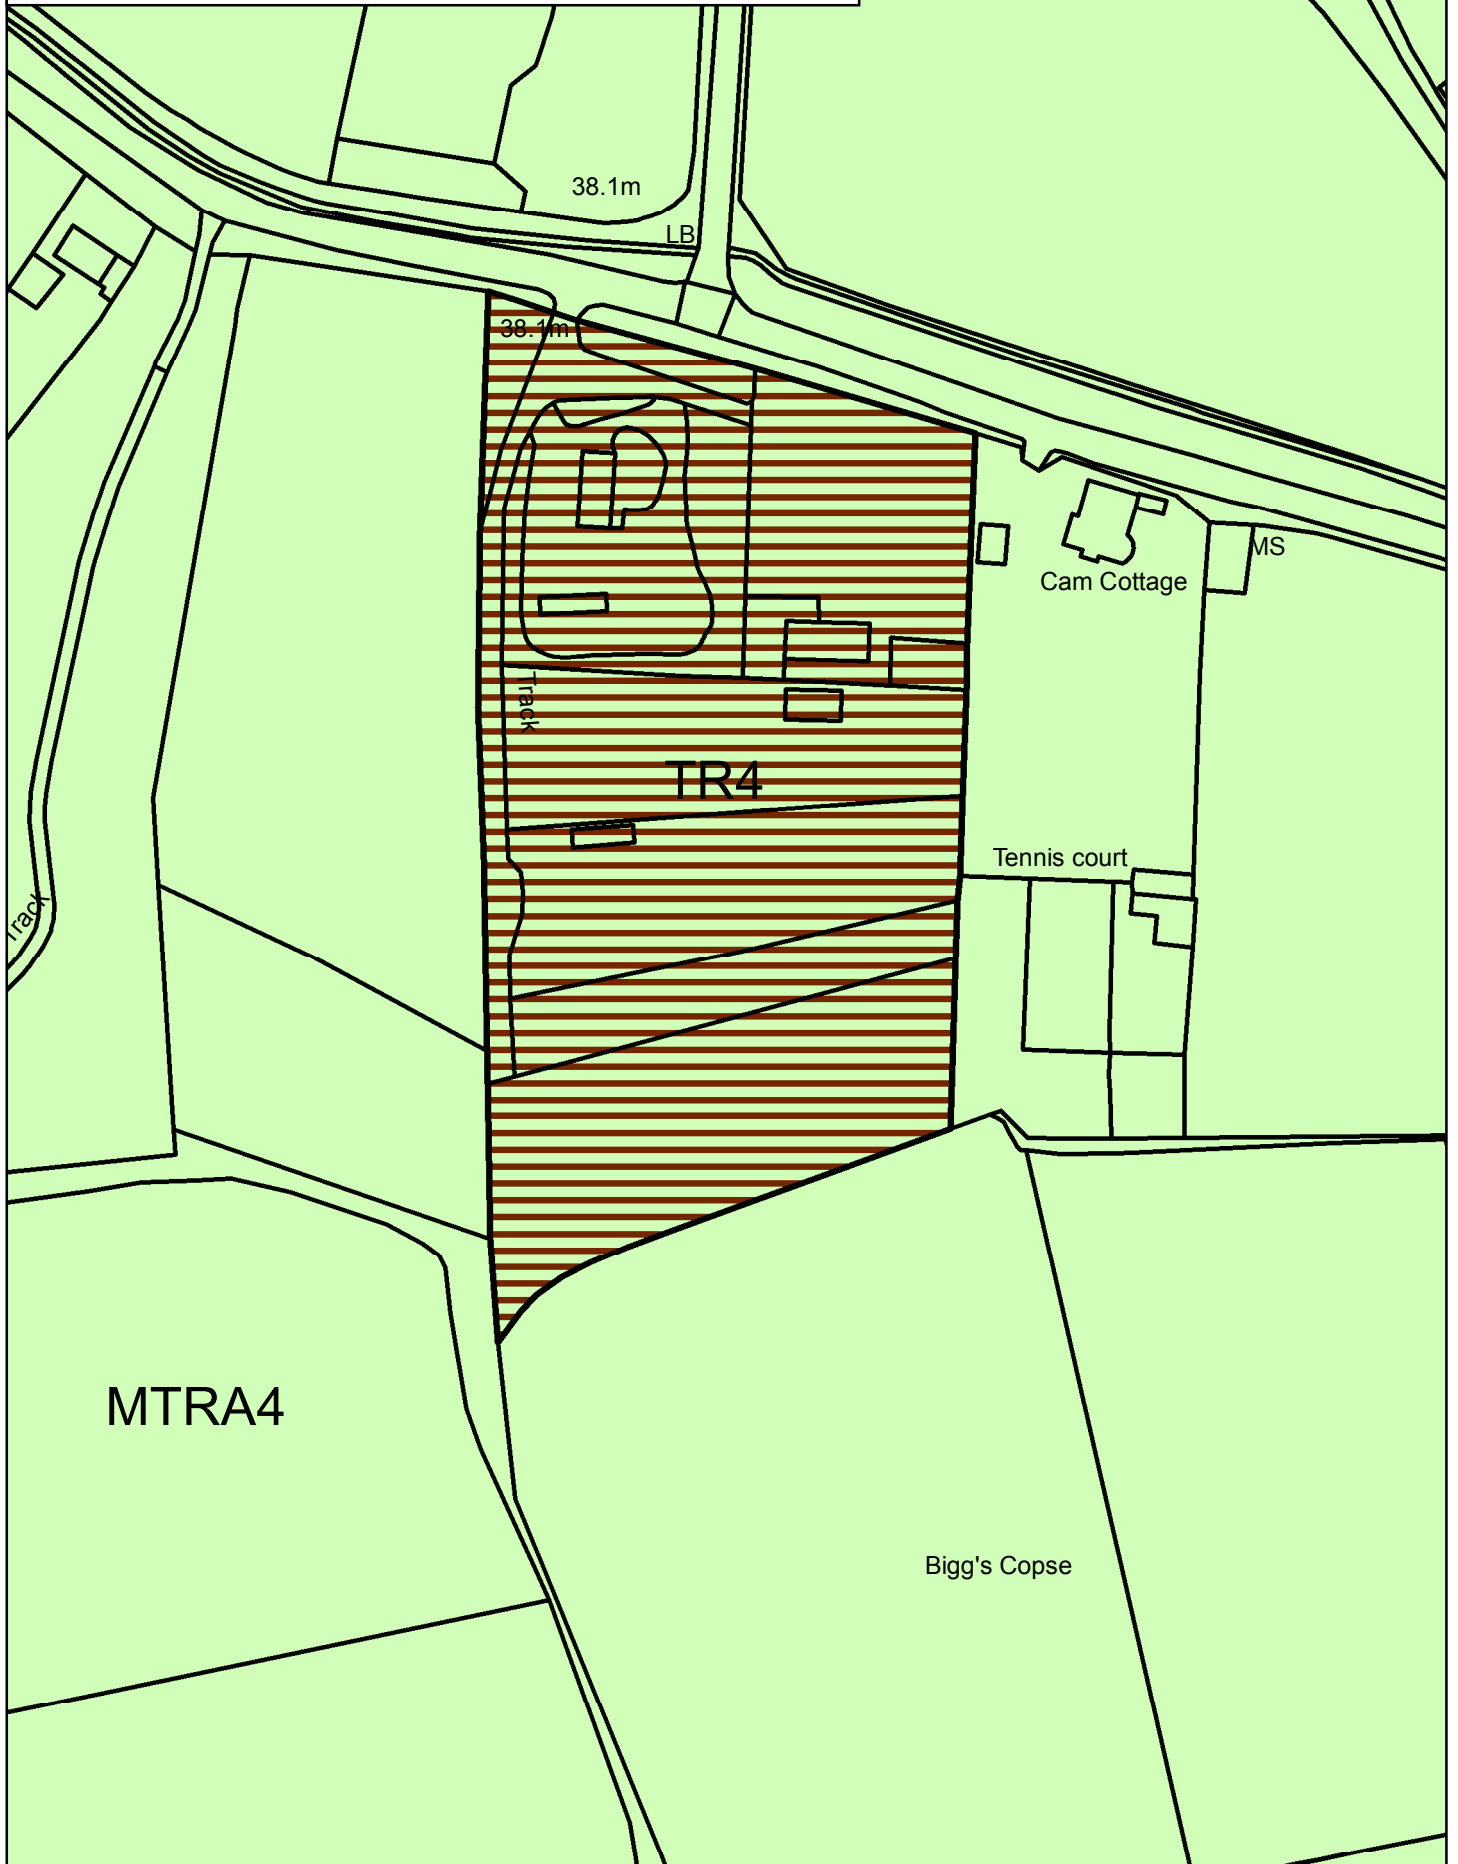 38.1m
LB
38.1m
MS
Cam Cottage
Track
TR4
Tennis court
Track
MTRA4
Bigg's Copse